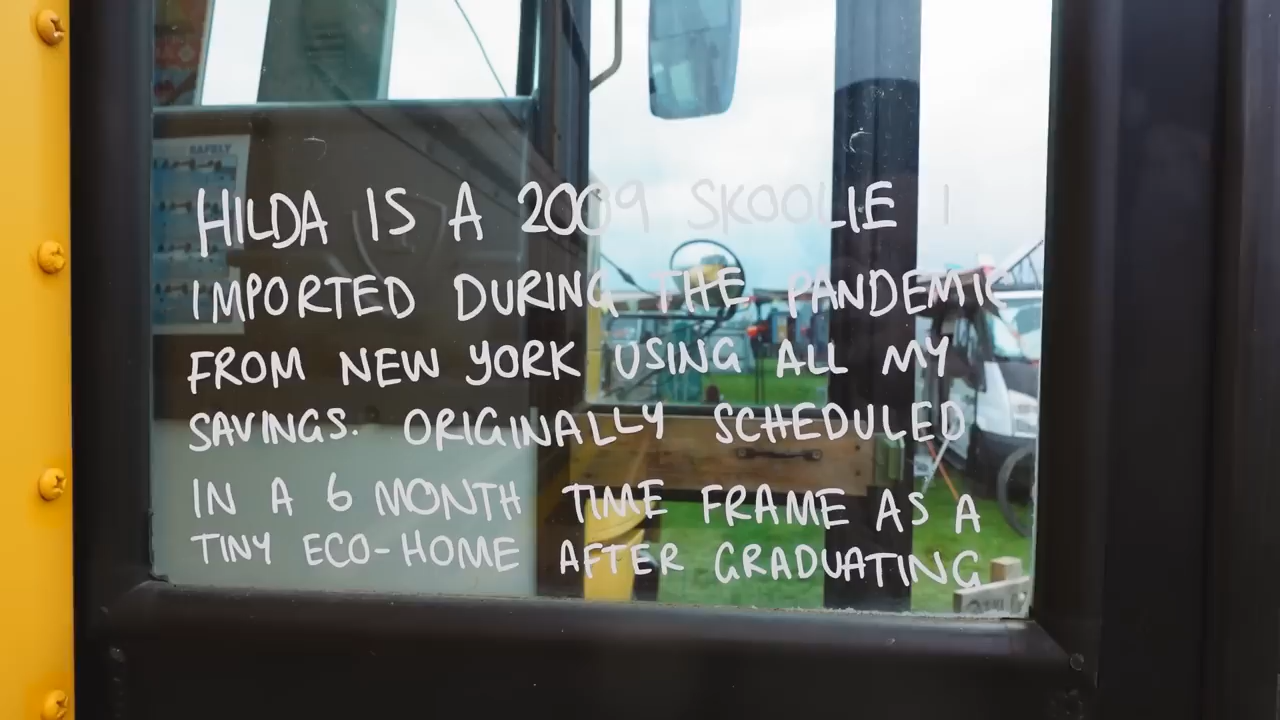 SAFELY
HILDA IS A 2009 SKOOLIE I
IMPORTED DURING THE PANDEMIC
FROM NEW YORK USING ALL MY
SAVINGS. ORIGINALLY SCHEDULED
IN A 6 MONTH TIME FRAME AS A
TINY ECO-HOME AFTER GRADUATING